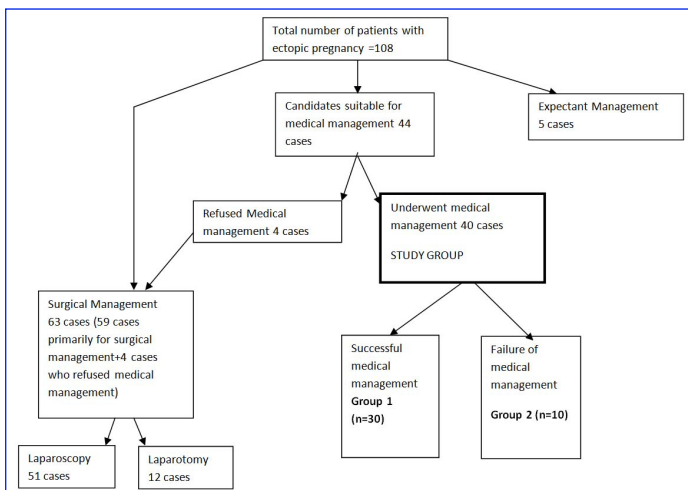 Total number of patients with
ectopic pregnancy =108
Candidates suitable for
medical management 44
cases
Expectant Management
5 cases
Refused Medical
management 4 cases
Underwent medical
management 40 cases
STUDY GROUP
Surgical Management
63 cases (59 cases
primarily for surgical
management+4 cases
who refused medical
management)
Successful
medical
management
Group 1
(n=30)
Failure of
medical
management
Group 2 (n=10)
Laparoscopy
51 cases
Laparotomy
12 cases